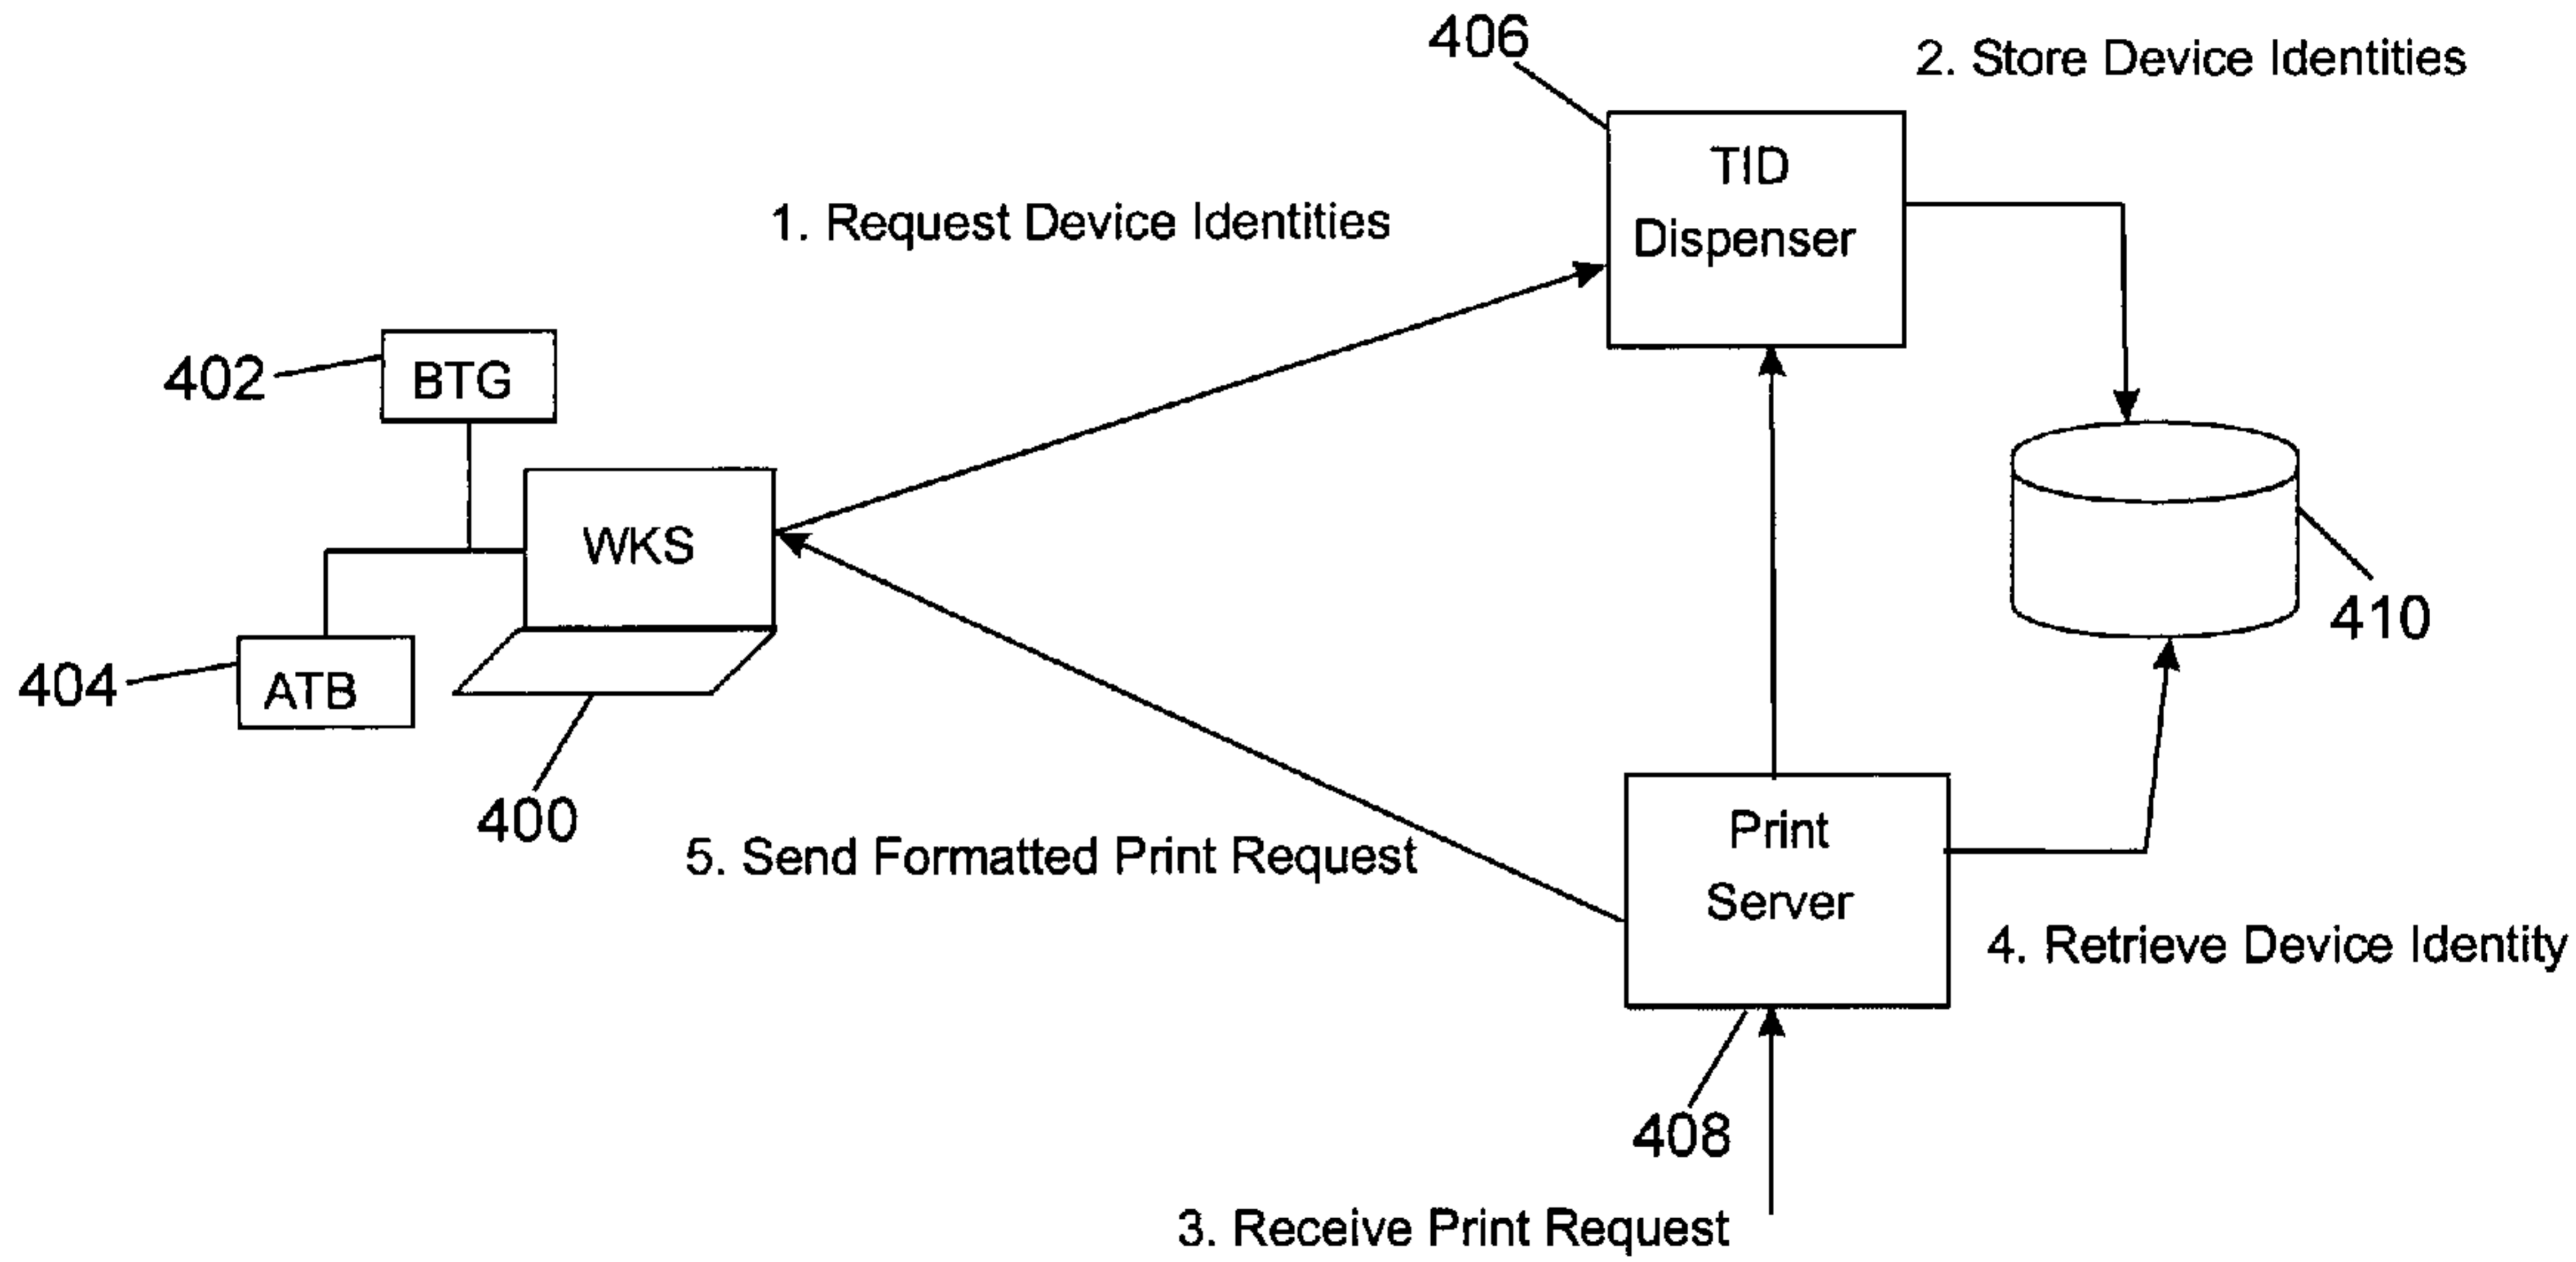 406
2. Store Device Identities
TID
Dispenser
1. Request Device Identities
402
BTG
WKS
410
404
ATB
400
5. Send Formatted Print Request
Print
Server
4. Retrieve Device Identity
408
3. Receive Print Request